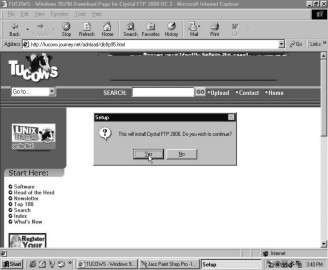 TUCOWS - Windows 95/98 Download Page for Crystal FTP 2000 RC 2 - Microsoft Internet Explorer
File Edit View Favorites Tools Help
Back Stop Refresh Home Search Favorites History Mail Print
Address http://tucows.journey.net/adnload/dlcftp95.html Go Links
TUCOWS
Go to... SEARCH: GO Upload Contact Home
Setup
This will install Crystal FTP 2000. Do you wish to continue?
Yes No
UNIX
Start Here:
Software
Head of the Herd
Newsletter
Top 100
Search
Index
What's New
Register
Your
Internet
Start TUCOWS - Windows 9... Jasc Paint Shop Pro - I... Setup 3:40 PM